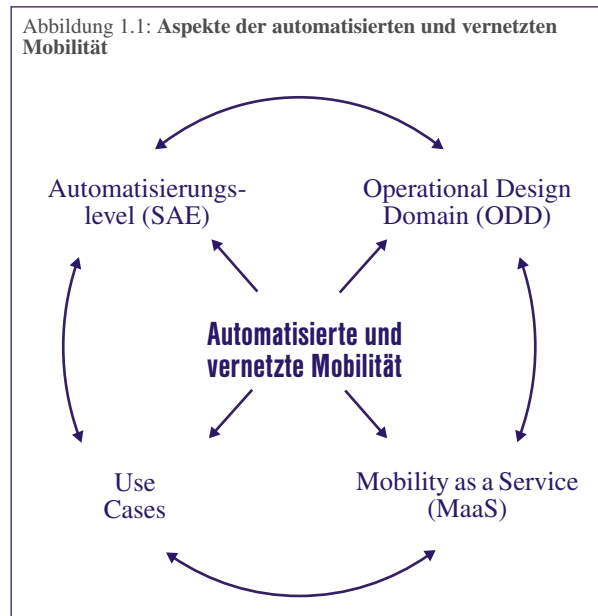 Abbildung 1.1: Aspekte der automatisierten und vernetzten
Mobilität
Automatisierungs-
level (SAE)
Operational Design
Domain (ODD)
Automatisierte und
vernetzte Mobilität
Use
Cases
Mobility as a Service
(MaaS)